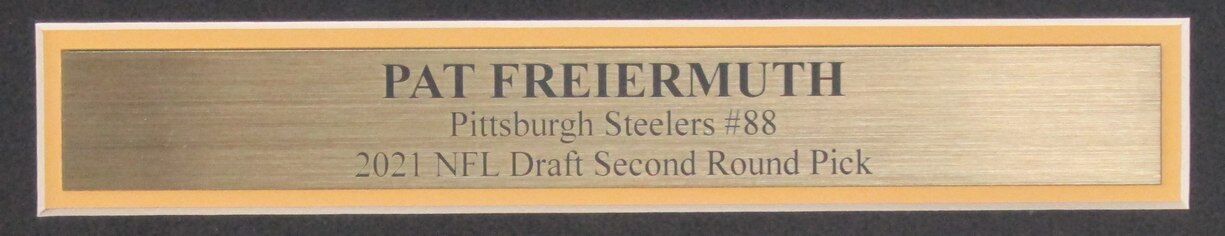 PAT FREIERMUTH
Pittsburgh Steelers #88
2021 NFL Draft Second Round Pick